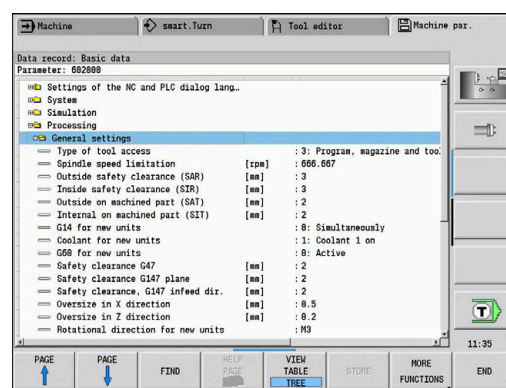 Machine
smart.Turn
Tool editor
Machine par.
Data record: Basic data
Parameter: 602000
Settings of the NC and PLC dialog lang…
System
Simulation
Processing
General settings
Type of tool access : 3: Program, magazine and too
Spindle speed limitation [rpm] : 666.667
Outside safety clearance (SAR) [mm] : 3
Inside safety clearance (SIR) [mm] : 3
Outside on machined part (SAT) [mm] : 2
Internal on machined part (SIT) [mm] : 2
G14 for new units : 0: Simultaneously
Coolant for new units : 1: Coolant 1 on
G60 for new units : 0: Active
Safety clearance G47 [mm] : 2
Safety clearance G147 plane [mm] : 2
Safety clearance, G147 infeed dir. [mm] : 2
Oversize in X direction [mm] : 0.5
Oversize in Z direction [mm] : 0.2
Rotational direction for new units : M3
T
11:35
PAGE
PAGE
FIND
HELP PAGE
VIEW TABLE TREE
STORE
MORE FUNCTIONS
END